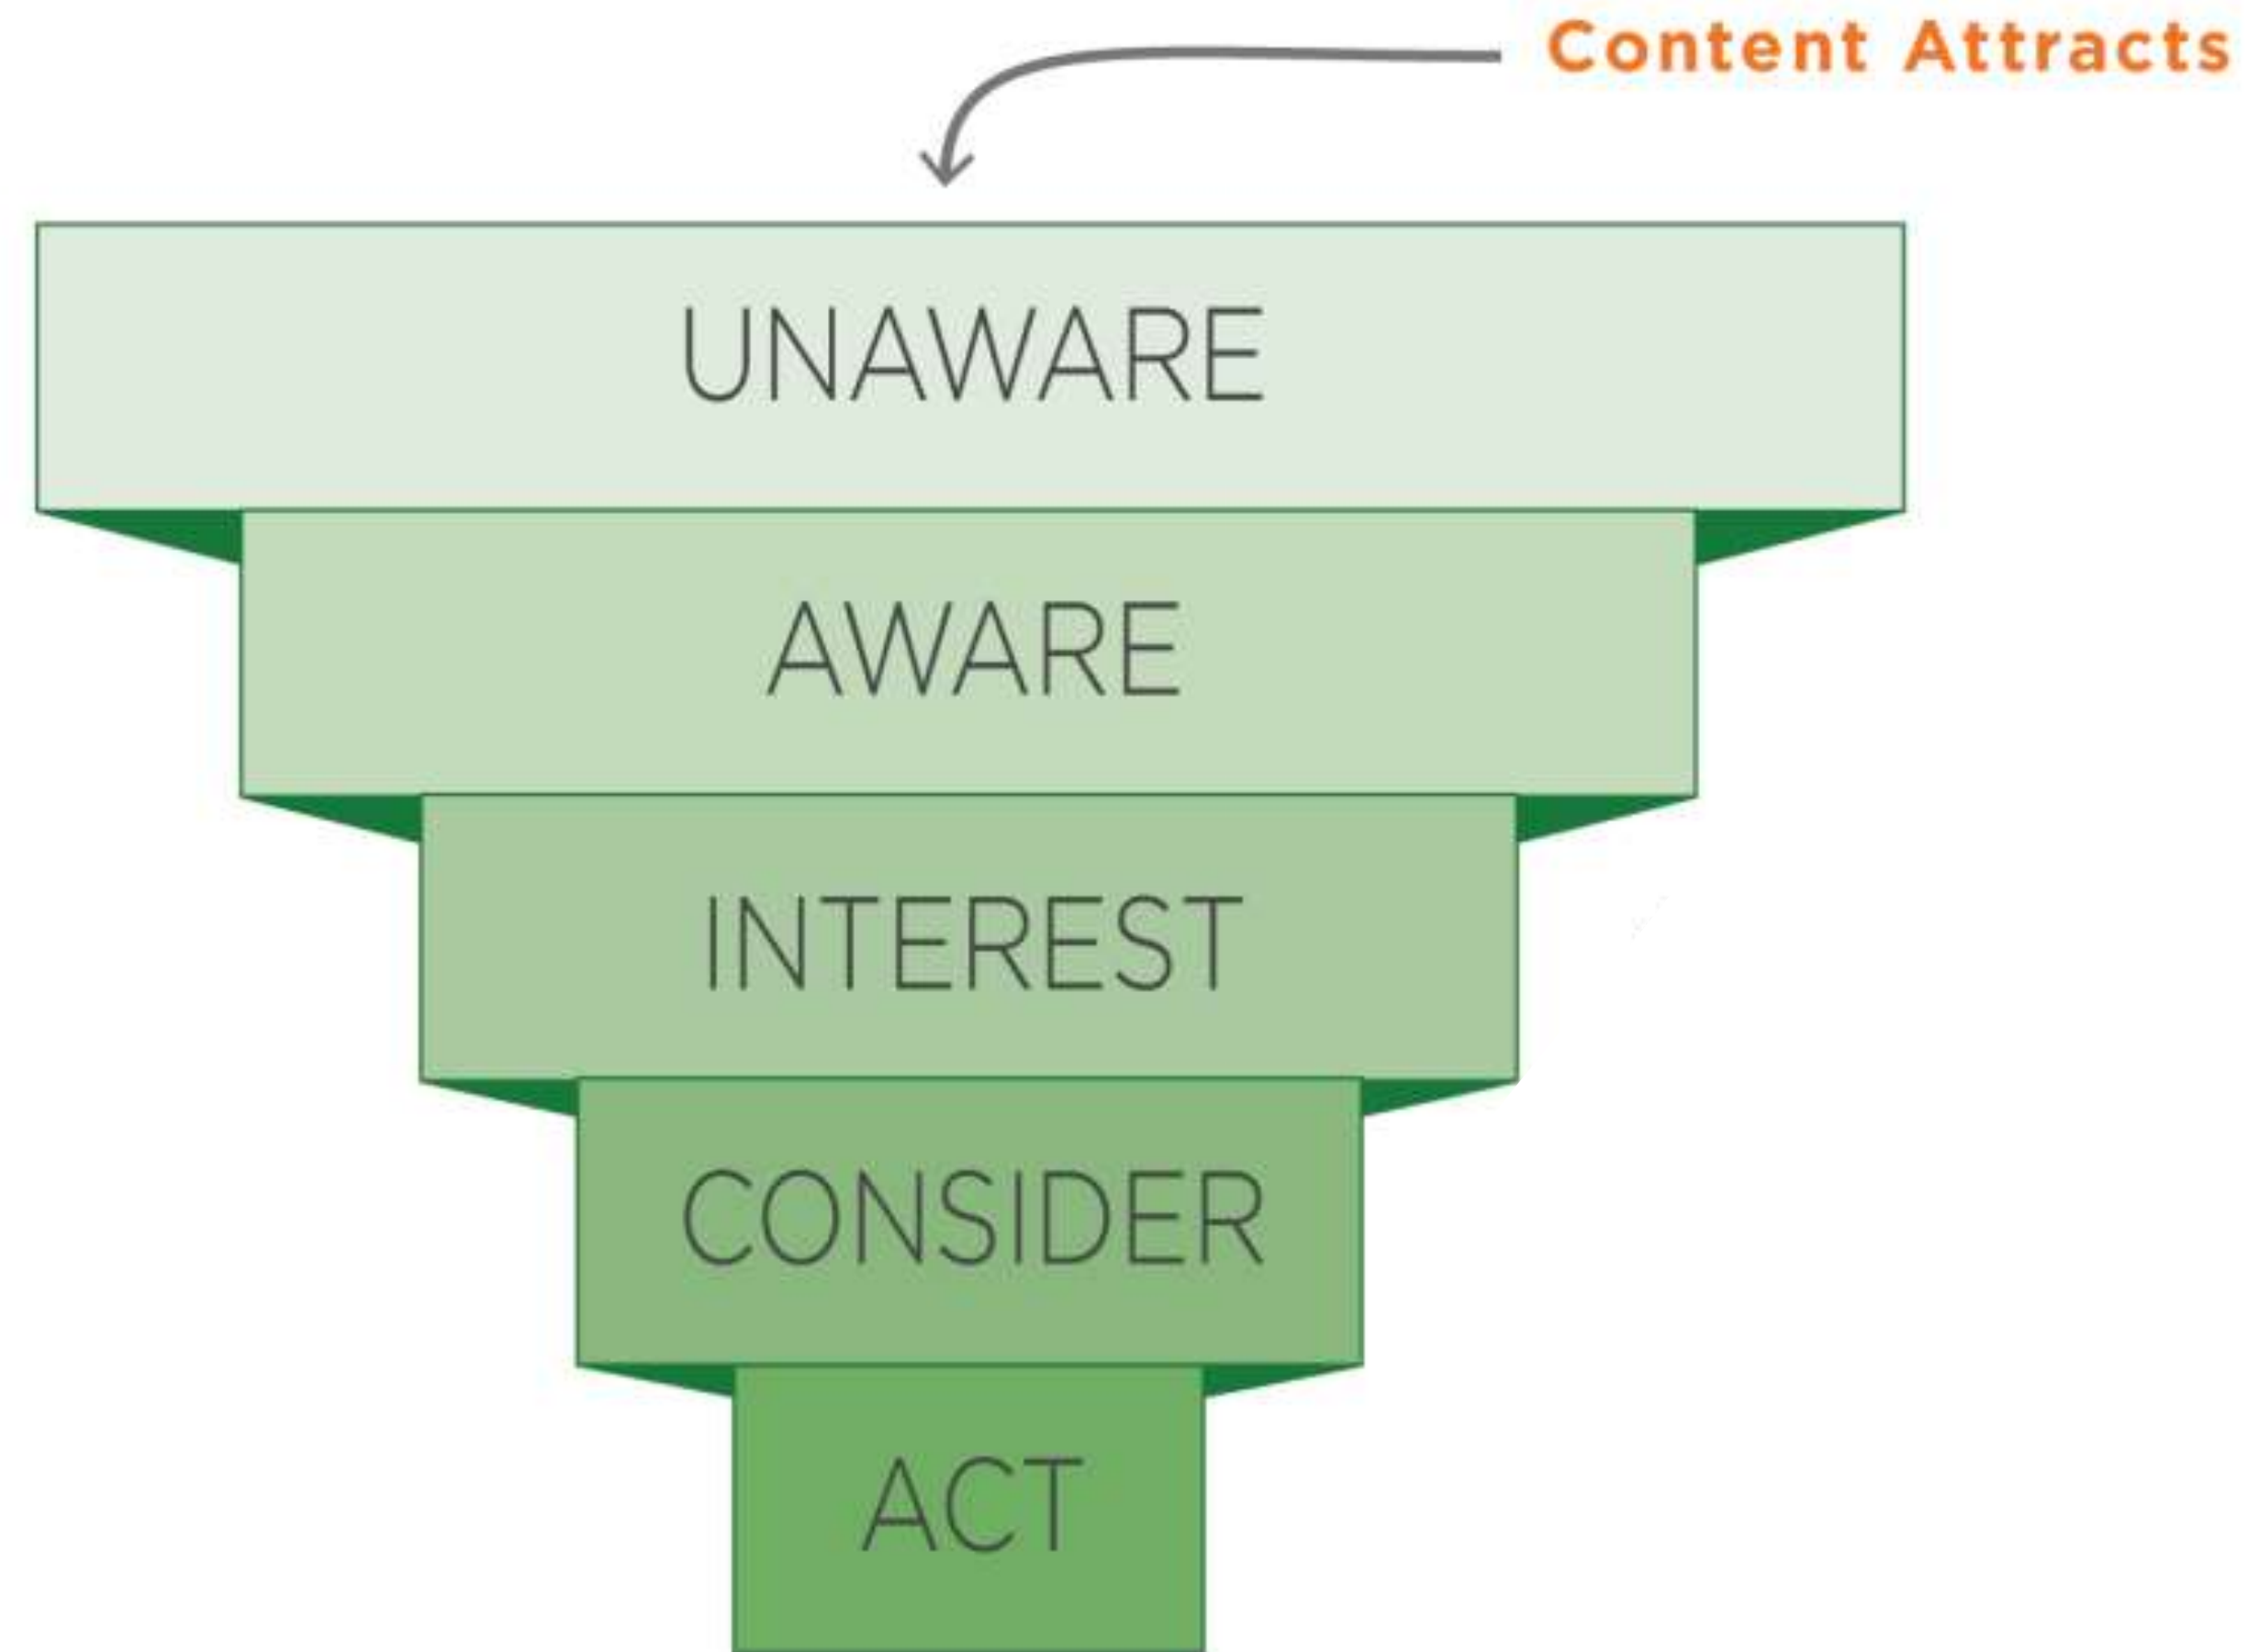 Content Attracts
UNAWARE
AWARE
INTEREST
CONSIDER
ACT